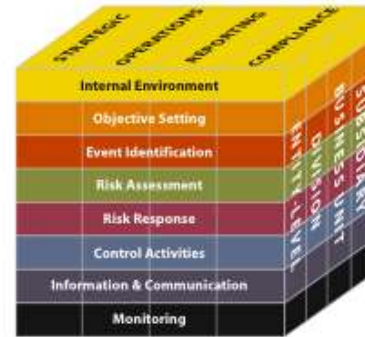 STRATEGIC
OPERATIONS
REPORTING
COMPLIANCE
Internal Environment
Objective Setting
Event Identification
Risk Assessment
Risk Response
Control Activities
Information & Communication
Monitoring
ENTITY-LEVEL
DIVISION
BUSINESS UNIT
SUBSIDIARY